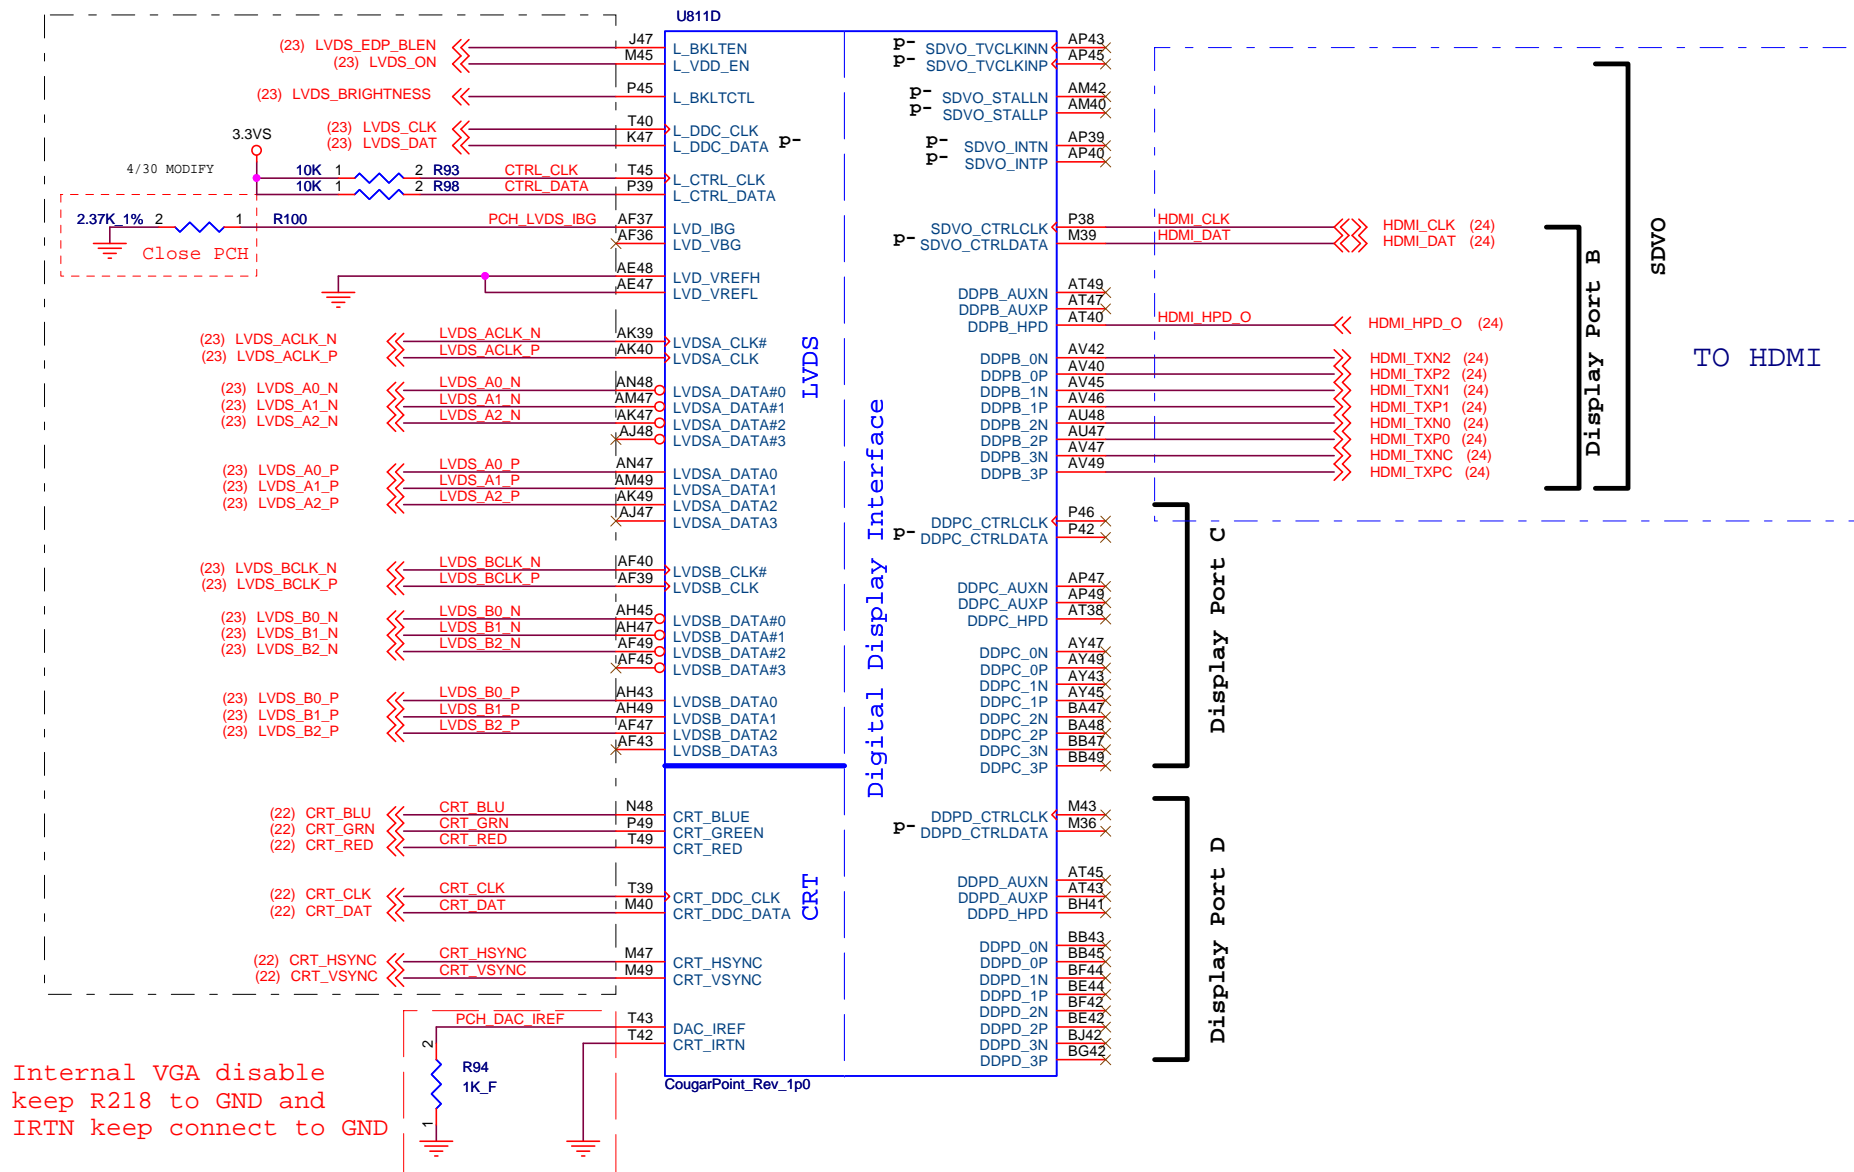 U811D
(23) LVDS_EDP_BLEN J47 L_BKLTEN
(23) LVDS_ON M45 L_VDD_EN
(23) LVDS_BRIGHTNESS P45 L_BKLTCTL
(23) LVDS_CLK T40 L_DDC_CLK
(23) LVDS_DAT K47 L_DDC_DATA p-
3.3VS
4/30 MODIFY
10K 1 2 R93 CTRL_CLK T45 L_CTRL_CLK
10K 1 2 R98 CTRL_DATA P39 L_CTRL_DATA
2.37K_1% 2 1 R100 PCH_LVDS_IBG AF37 LVD_IBG
AF36 LVD_VBG
Close PCH
AE48 LVD_VREFH
AE47 LVD_VREFL
(23) LVDS_ACLK_N LVDS_ACLK_N AK39 LVDSA_CLK#
(23) LVDS_ACLK_P LVDS_ACLK_P AK40 LVDSA_CLK
(23) LVDS_A0_N LVDS_A0_N AN48 LVDSA_DATA#0
(23) LVDS_A1_N LVDS_A1_N AM47 LVDSA_DATA#1
(23) LVDS_A2_N LVDS_A2_N AK47 LVDSA_DATA#2
AJ48 LVDSA_DATA#3
(23) LVDS_A0_P LVDS_A0_P AN47 LVDSA_DATA0
(23) LVDS_A1_P LVDS_A1_P AM49 LVDSA_DATA1
(23) LVDS_A2_P LVDS_A2_P AK49 LVDSA_DATA2
AJ47 LVDSA_DATA3
(23) LVDS_BCLK_N LVDS_BCLK_N AF40 LVDSB_CLK#
(23) LVDS_BCLK_P LVDS_BCLK_P AF39 LVDSB_CLK
(23) LVDS_B0_N LVDS_B0_N AH45 LVDSB_DATA#0
(23) LVDS_B1_N LVDS_B1_N AH47 LVDSB_DATA#1
(23) LVDS_B2_N LVDS_B2_N AF49 LVDSB_DATA#2
AF45 LVDSB_DATA#3
(23) LVDS_B0_P LVDS_B0_P AH43 LVDSB_DATA0
(23) LVDS_B1_P LVDS_B1_P AH49 LVDSB_DATA1
(23) LVDS_B2_P LVDS_B2_P AF47 LVDSB_DATA2
AF43 LVDSB_DATA3
LVDS
(22) CRT_BLU CRT_BLU N48 CRT_BLUE
(22) CRT_GRN CRT_GRN P49 CRT_GREEN
(22) CRT_RED CRT_RED T49 CRT_RED
(22) CRT_CLK CRT_CLK T39 CRT_DDC_CLK
(22) CRT_DAT CRT_DAT M40 CRT_DDC_DATA
(22) CRT_HSYNC CRT_HSYNC M47 CRT_HSYNC
(22) CRT_VSYNC CRT_VSYNC M49 CRT_VSYNC
CRT
PCH_DAC_IREF T43 DAC_IREF
T42 CRT_IRTN
2
R94
1K_F
1
Internal VGA disable
keep R218 to GND and
IRTN keep connect to GND
CougarPoint_Rev_1p0
Digital Display Interface
p- SDVO_TVCLKINN AP43
p- SDVO_TVCLKINP AP45
p- SDVO_STALLN AM42
p- SDVO_STALLP AM40
p- SDVO_INTN AP39
p- SDVO_INTP AP40
SDVO_CTRLCLK P38 HDMI_CLK HDMI_CLK (24)
p- SDVO_CTRLDATA M39 HDMI_DAT HDMI_DAT (24)
DDPB_AUXN AT49
DDPB_AUXP AT47
DDPB_HPD AT40 HDMI_HPD_O HDMI_HPD_O (24)
DDPB_0N AV42 HDMI_TXN2 (24)
DDPB_0P AV40 HDMI_TXP2 (24)
DDPB_1N AV45 HDMI_TXN1 (24)
DDPB_1P AV46 HDMI_TXP1 (24)
DDPB_2N AU48 HDMI_TXN0 (24)
DDPB_2P AU47 HDMI_TXP0 (24)
DDPB_3N AV47 HDMI_TXNC (24)
DDPB_3P AV49 HDMI_TXPC (24)
Display Port B
SDVO
TO HDMI
DDPC_CTRLCLK P46
p- DDPC_CTRLDATA P42
DDPC_AUXN AP47
DDPC_AUXP AP49
DDPC_HPD AT38
DDPC_0N AY47
DDPC_0P AY49
DDPC_1N AY43
DDPC_1P AY45
DDPC_2N BA47
DDPC_2P BA48
DDPC_3N BB47
DDPC_3P BB49
Display Port C
DDPD_CTRLCLK M43
p- DDPD_CTRLDATA M36
DDPD_AUXN AT45
DDPD_AUXP AT43
DDPD_HPD BH41
DDPD_0N BB43
DDPD_0P BB45
DDPD_1N BF44
DDPD_1P BE44
DDPD_2N BF42
DDPD_2P BE42
DDPD_3N BJ42
DDPD_3P BG42
Display Port D